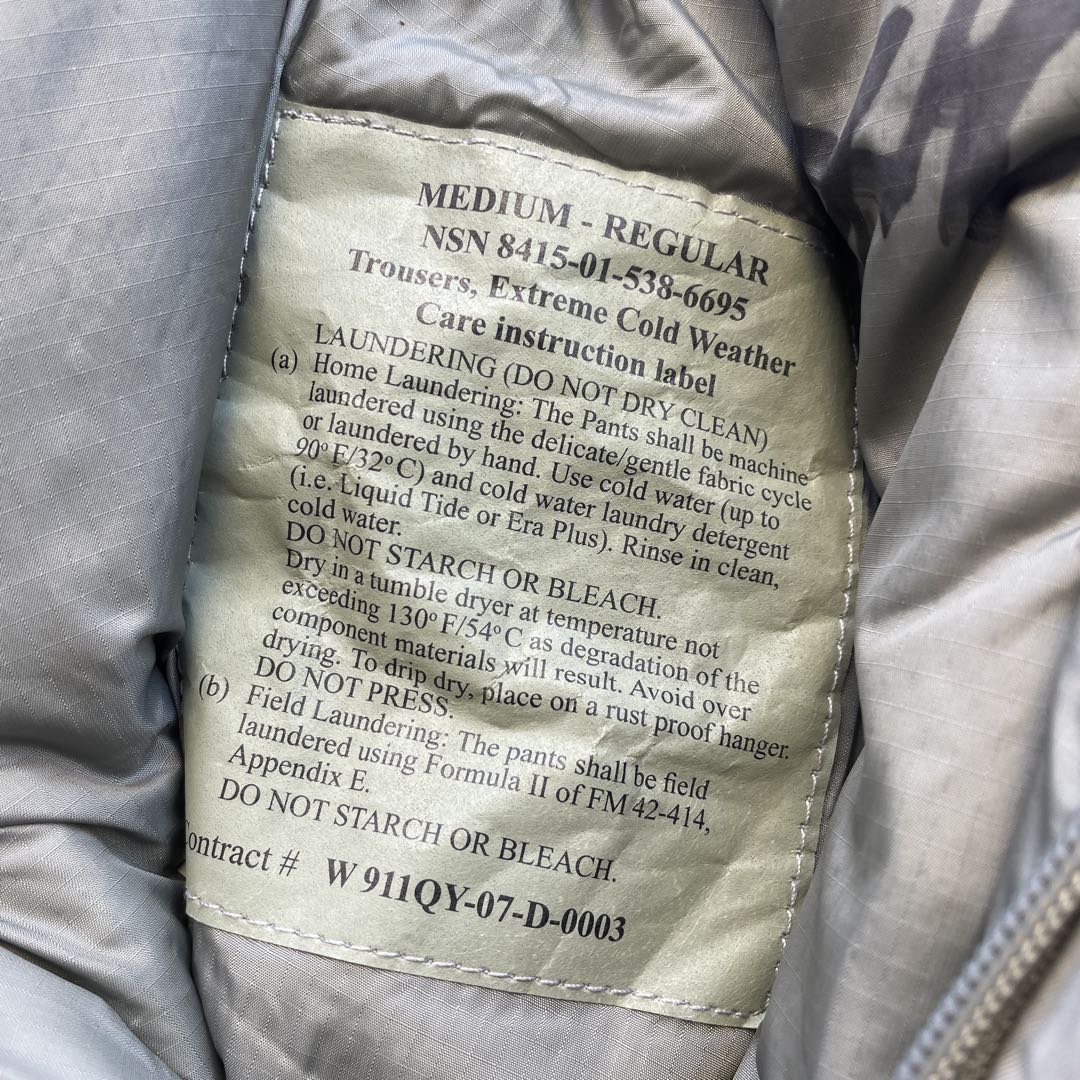 MEDIUM - REGULAR
NSN 8415-01-538-6695
Trousers, Extreme Cold Weather
Care instruction label
LAUNDERING (DO NOT DRY CLEAN)
(a) Home Laundering: The Pants shall be machine
laundered using the delicate/gentle fabric cycle
or laundered by hand. Use cold water (up to
90°F/32°C) and cold water laundry detergent
(i.e. Liquid Tide or Era Plus). Rinse in clean,
cold water.
DO NOT STARCH OR BLEACH.
Dry in a tumble dryer at temperature not
exceeding 130°F/54°C as degradation of the
component materials will result. Avoid over
drying. To drip dry, place on a rust proof hanger.
DO NOT PRESS.
(b) Field Laundering: The pants shall be field
laundered using Formula II of FM 42-414,
Appendix E.
DO NOT STARCH OR BLEACH.
ontract # W 911QY-07-D-0003